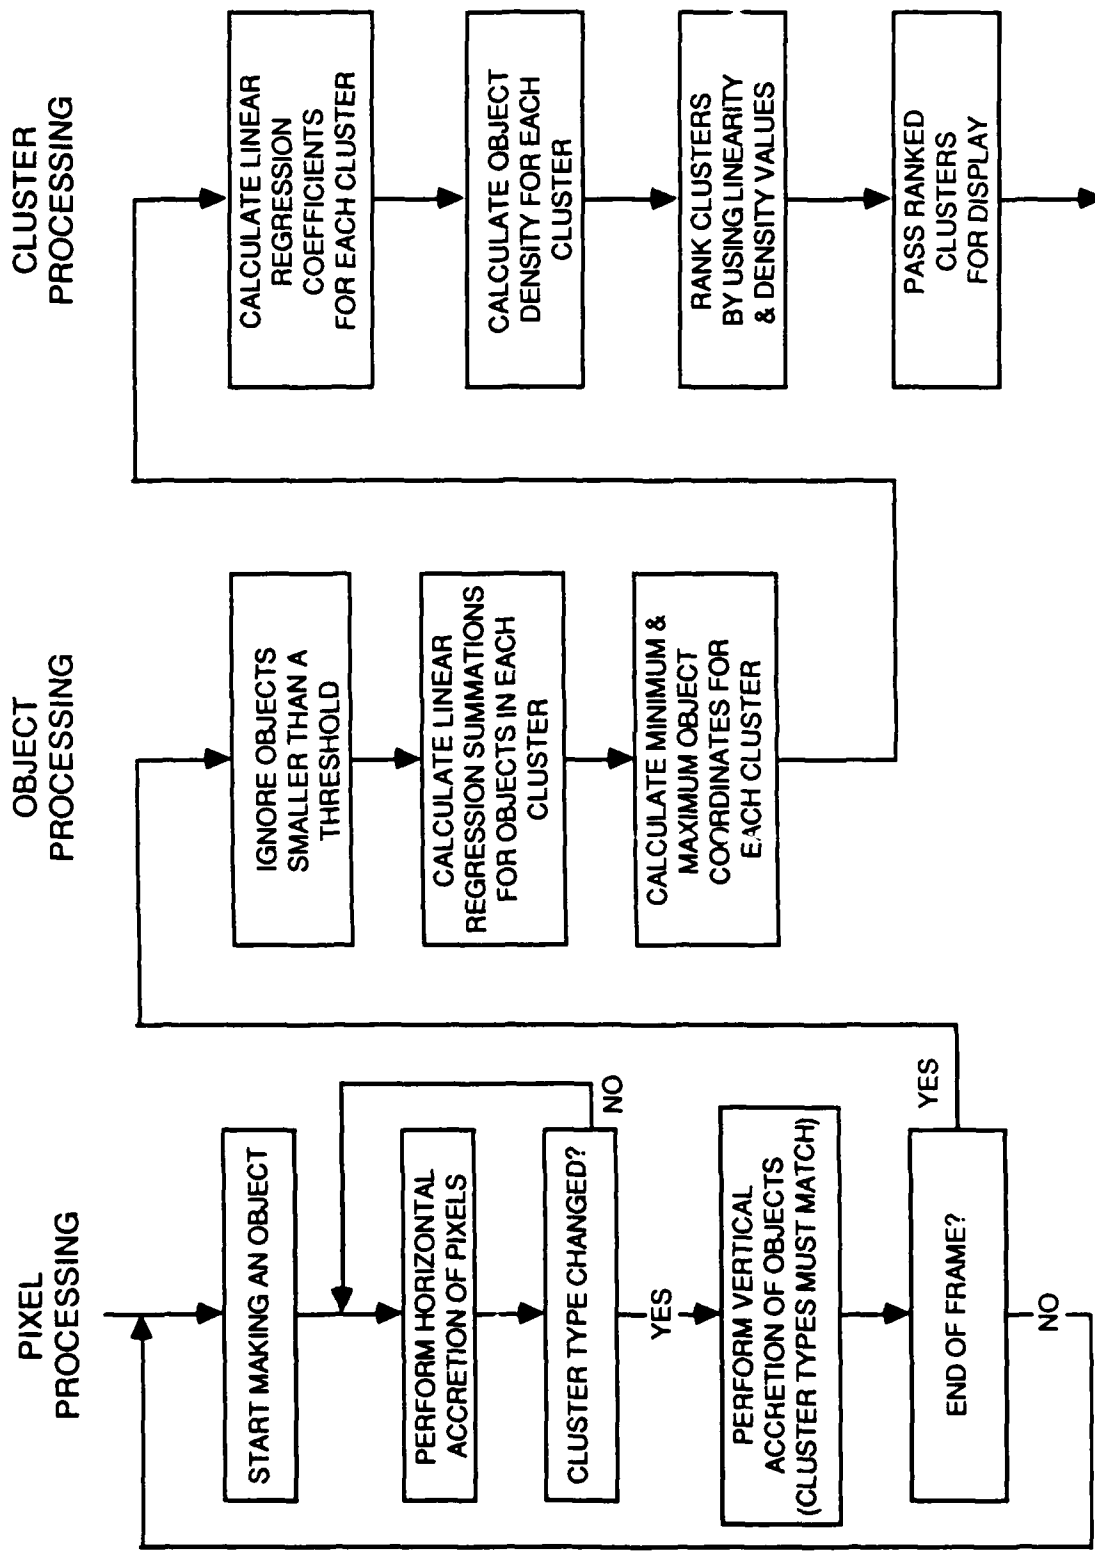 PIXEL
PROCESSING
START MAKING AN OBJECT
PERFORM HORIZONTAL
ACCRETION OF PIXELS
CLUSTER TYPE CHANGED?
NO
YES
PERFORM VERTICAL
ACCRETION OF OBJECTS
(CLUSTER TYPES MUST MATCH)
END OF FRAME?
YES
NO
OBJECT
PROCESSING
IGNORE OBJECTS
SMALLER THAN A
THRESHOLD
CALCULATE LINEAR
REGRESSION SUMMATIONS
FOR OBJECTS IN EACH
CLUSTER
CALCULATE MINIMUM &
MAXIMUM OBJECT
COORDINATES FOR
EACH CLUSTER
CLUSTER
PROCESSING
CALCULATE LINEAR
REGRESSION
COEFFICIENTS
FOR EACH CLUSTER
CALCULATE OBJECT
DENSITY FOR EACH
CLUSTER
RANK CLUSTERS
BY USING LINEARITY
& DENSITY VALUES
PASS RANKED
CLUSTERS
FOR DISPLAY